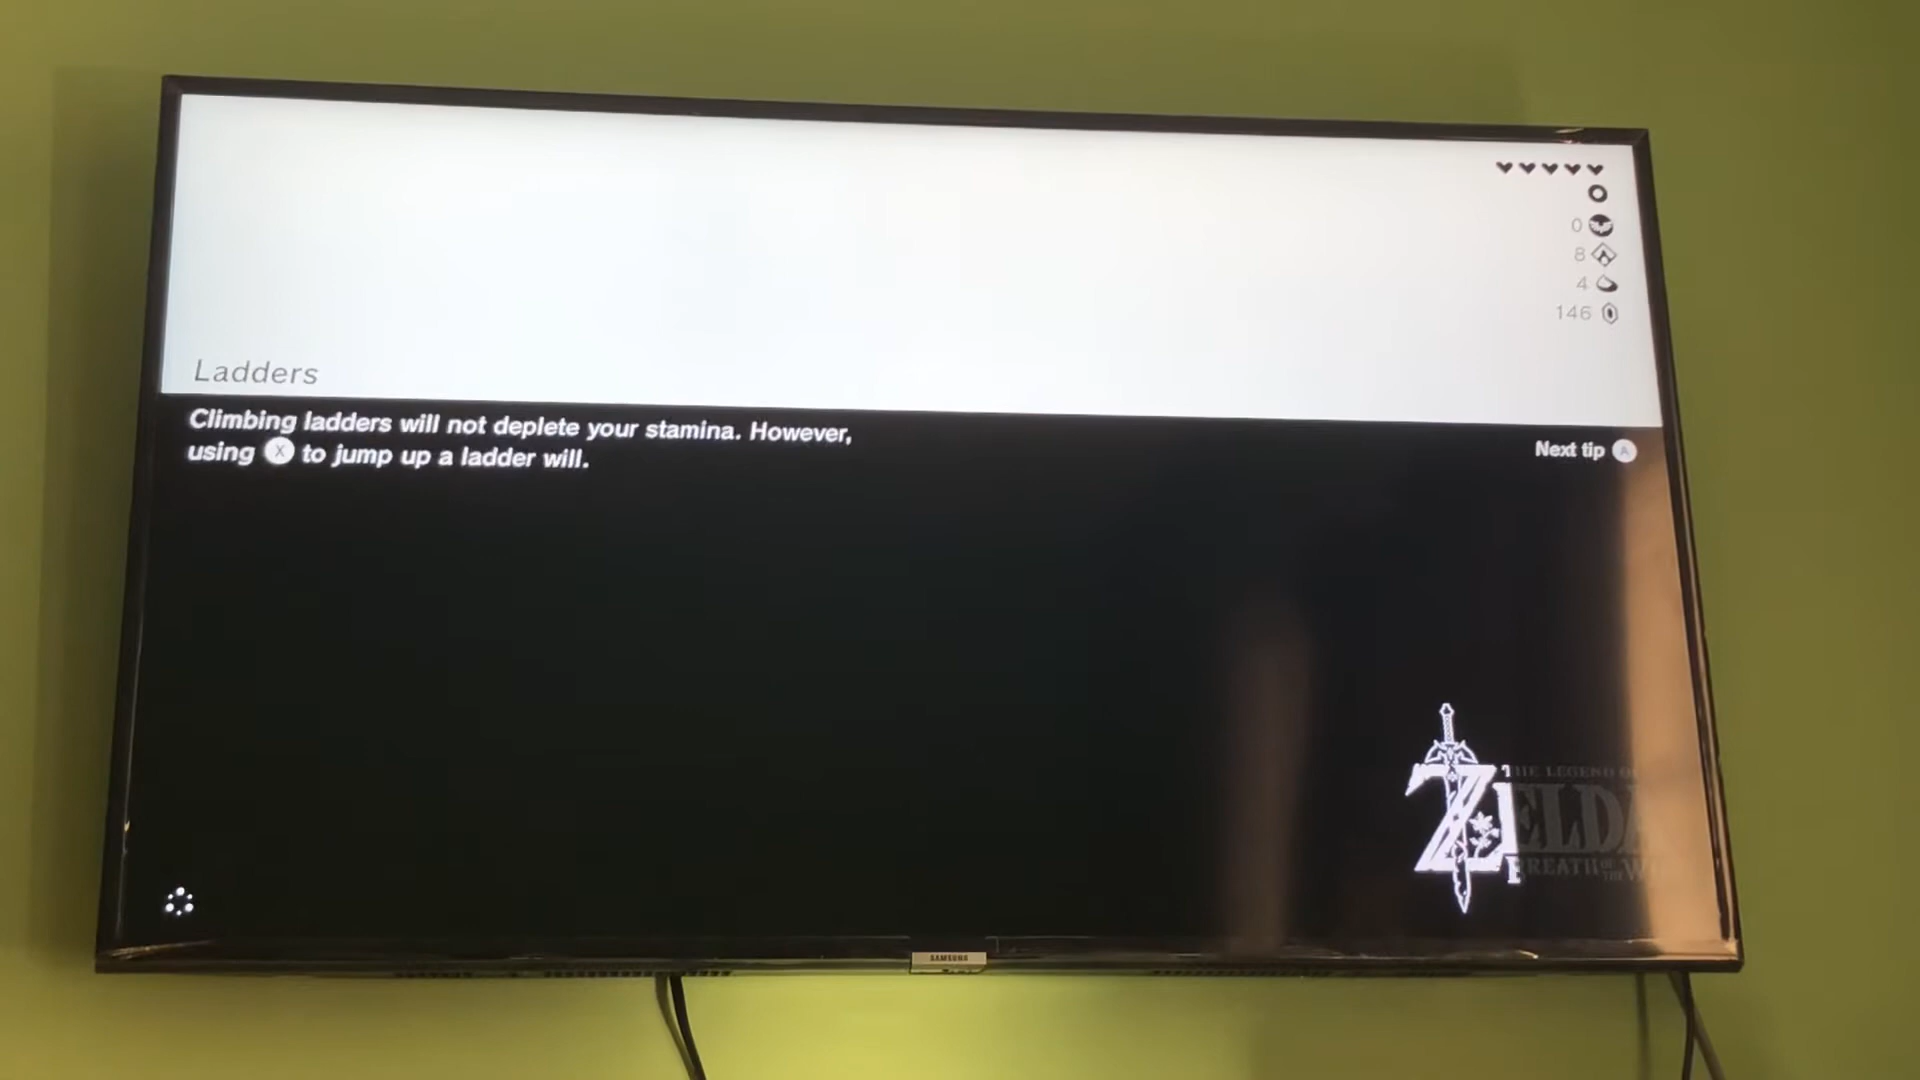 0
8
4
146
Ladders
Climbing ladders will not deplete your stamina. However,
using X to jump up a ladder will.
Next tip A
THE LEGEND OF
ZELDA
BREATH OF THE W
SAMSUNG